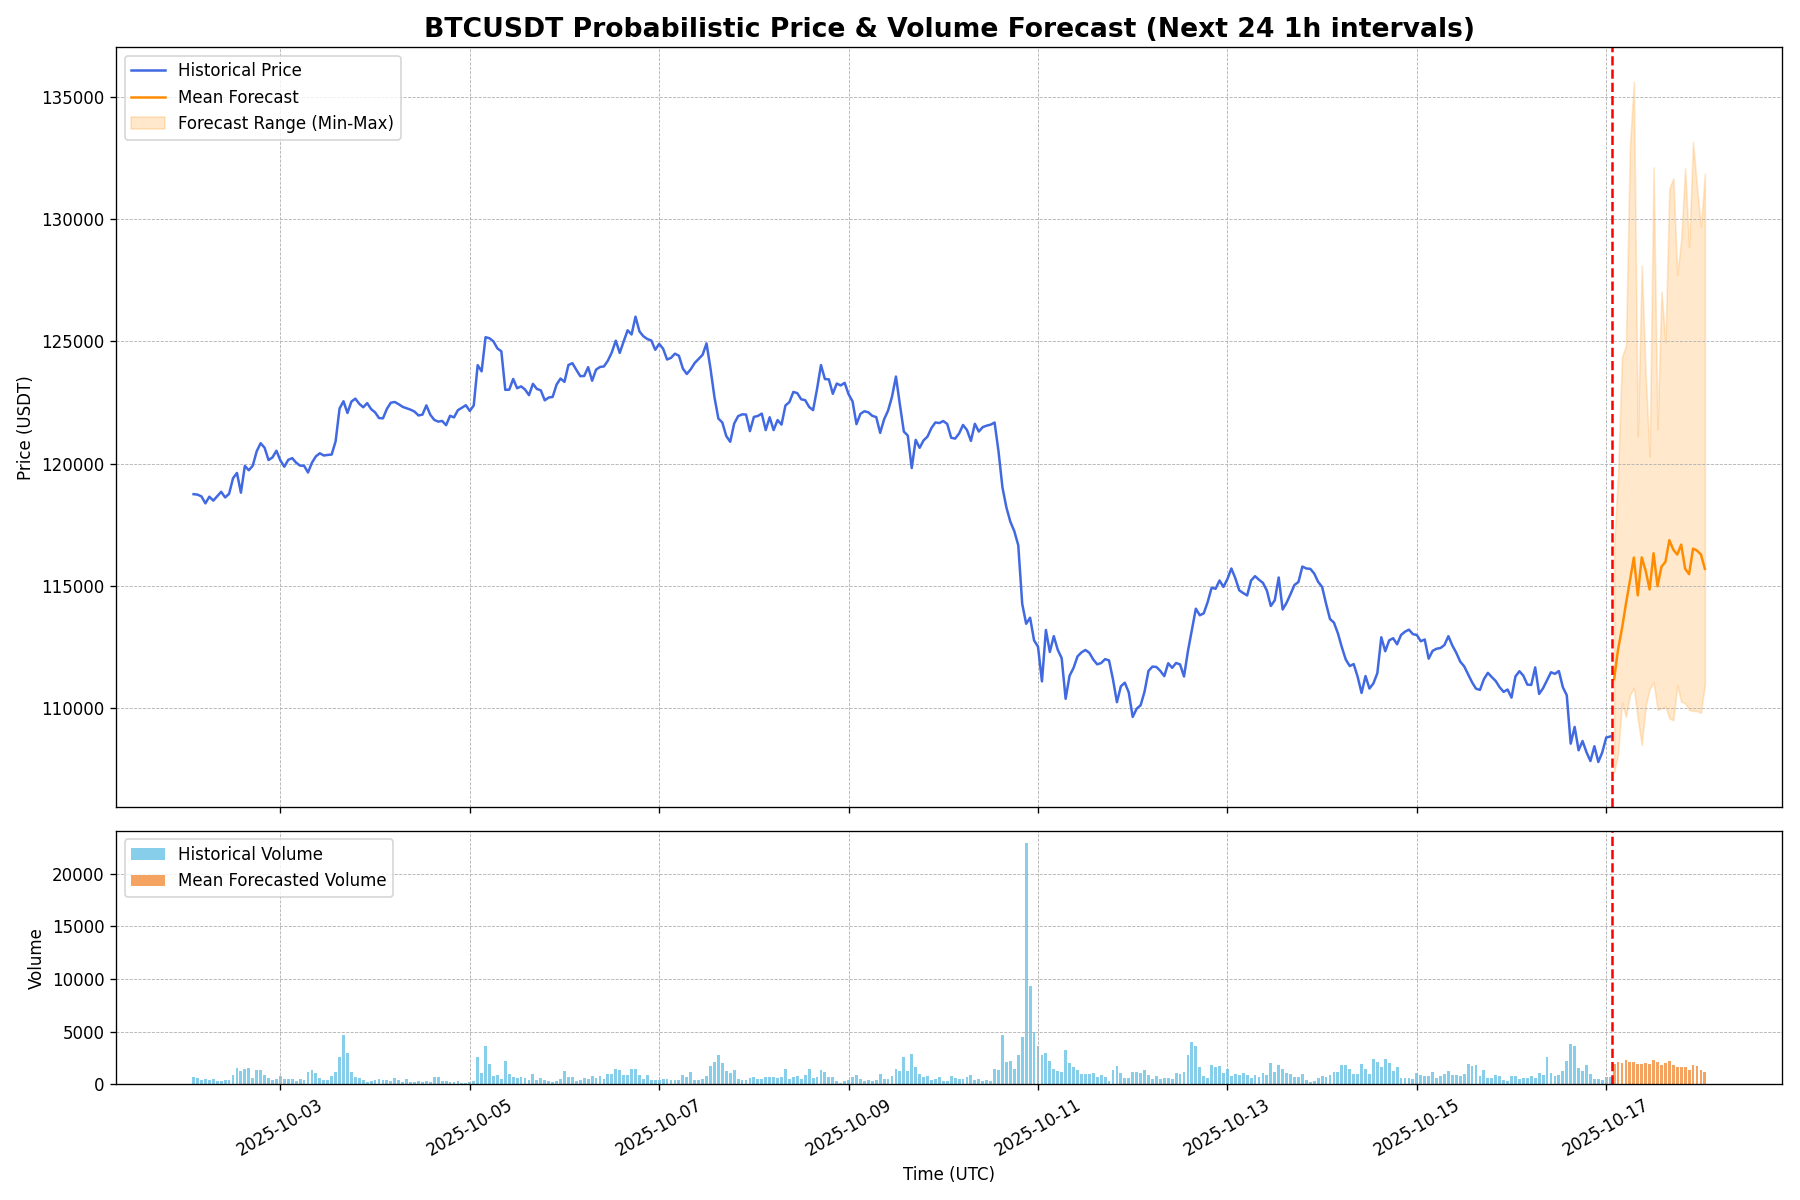 BTCUSDT Probabilistic Price & Volume Forecast (Next 24 1h intervals)
Historical Price
Mean Forecast
Forecast Range (Min-Max)
135000
130000
125000
120000
115000
110000
Price (USDT)
Historical Volume
Mean Forecasted Volume
20000
15000
10000
5000
0
Volume
2025-10-03
2025-10-05
2025-10-07
2025-10-09
2025-10-11
2025-10-13
2025-10-15
2025-10-17
Time (UTC)